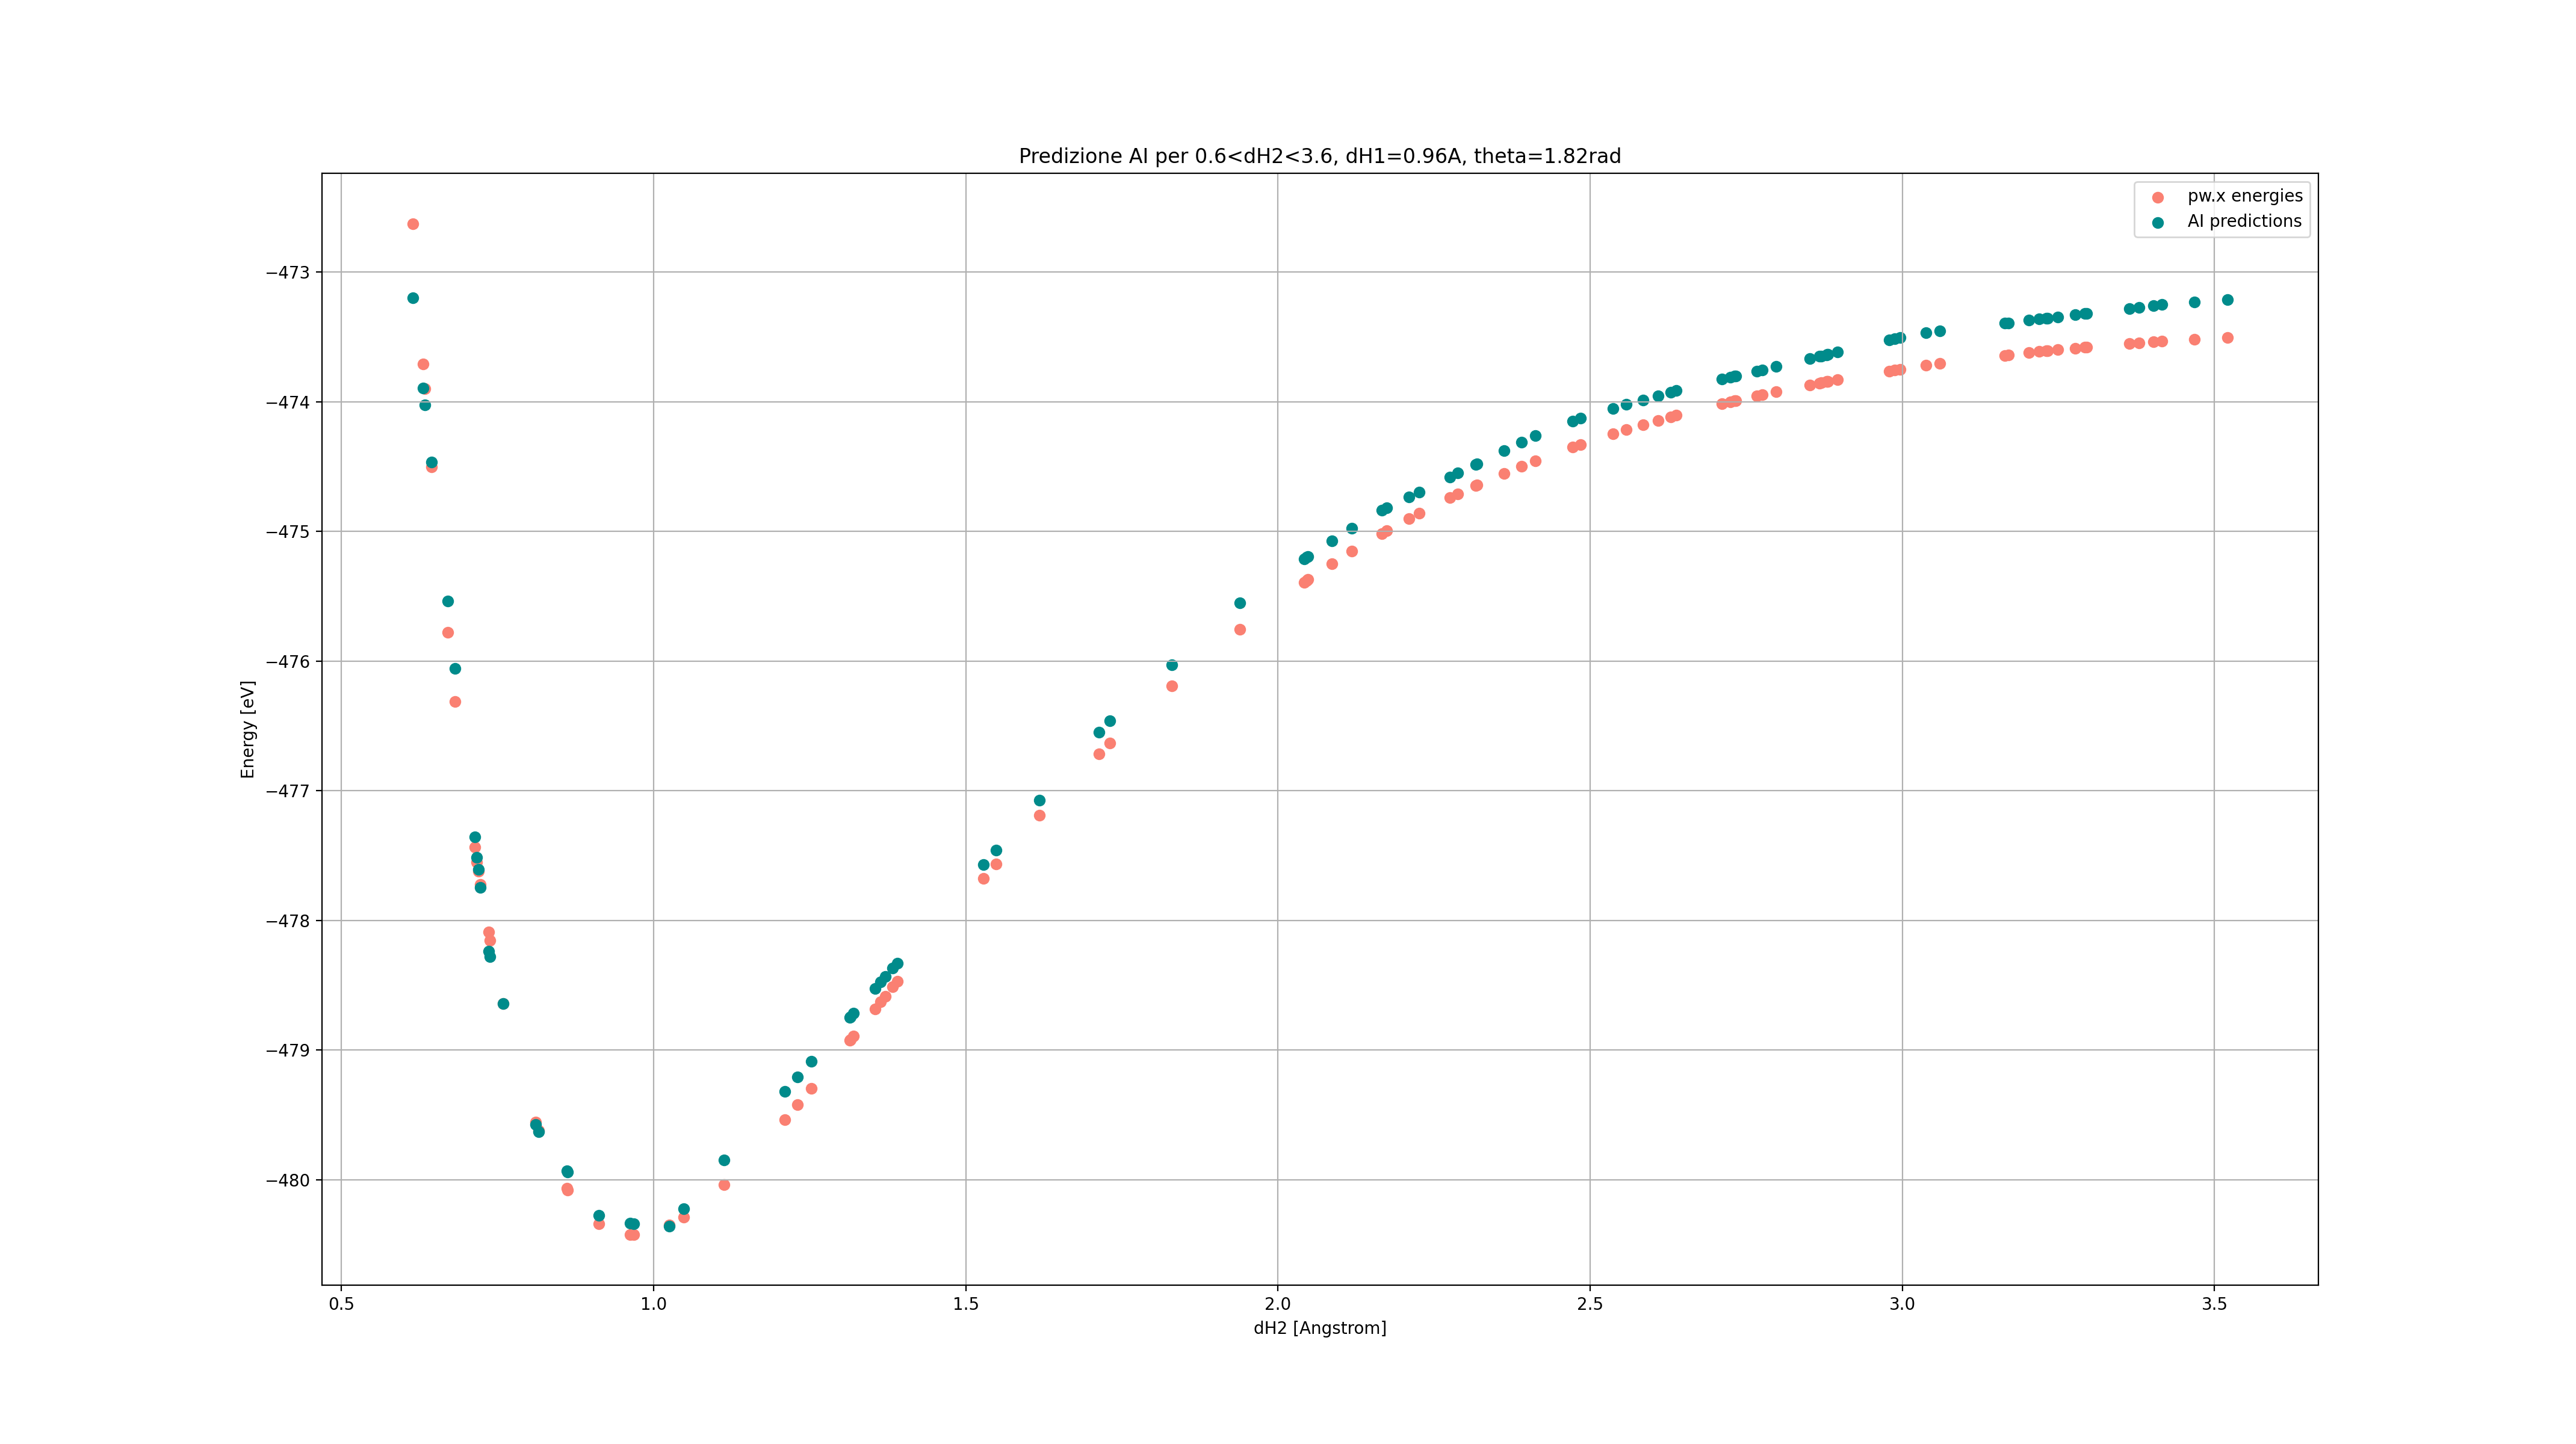 Predizione AI per 0.6<dH2<3.6, dH1=0.96A, theta=1.82rad
pw.x energies
AI predictions
−473
−474
−475
−476
−477
−478
−479
−480
Energy [eV]
0.5 1.0 1.5 2.0 2.5 3.0 3.5
dH2 [Angstrom]